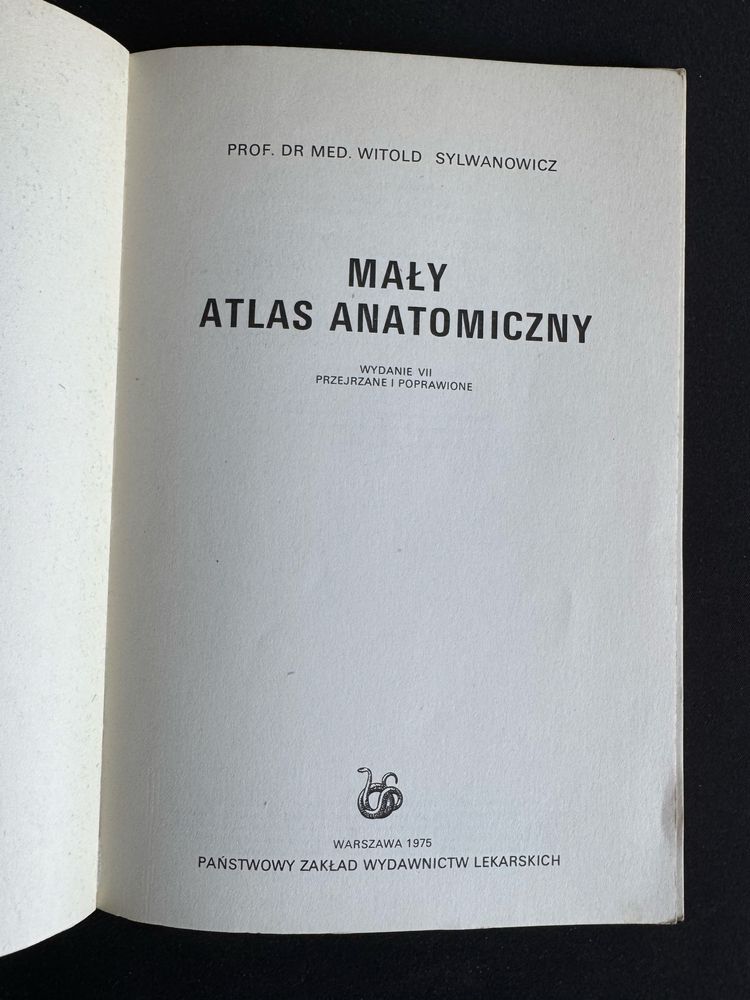 PROF. DR MED. WITOLD SYLWANOWICZ
MAŁY
ATLAS ANATOMICZNY
WYDANIE VII
PRZEJRZANE I POPRAWIONE
WARSZAWA 1975
PAŃSTWOWY ZAKŁAD WYDAWNICTW LEKARSKICH